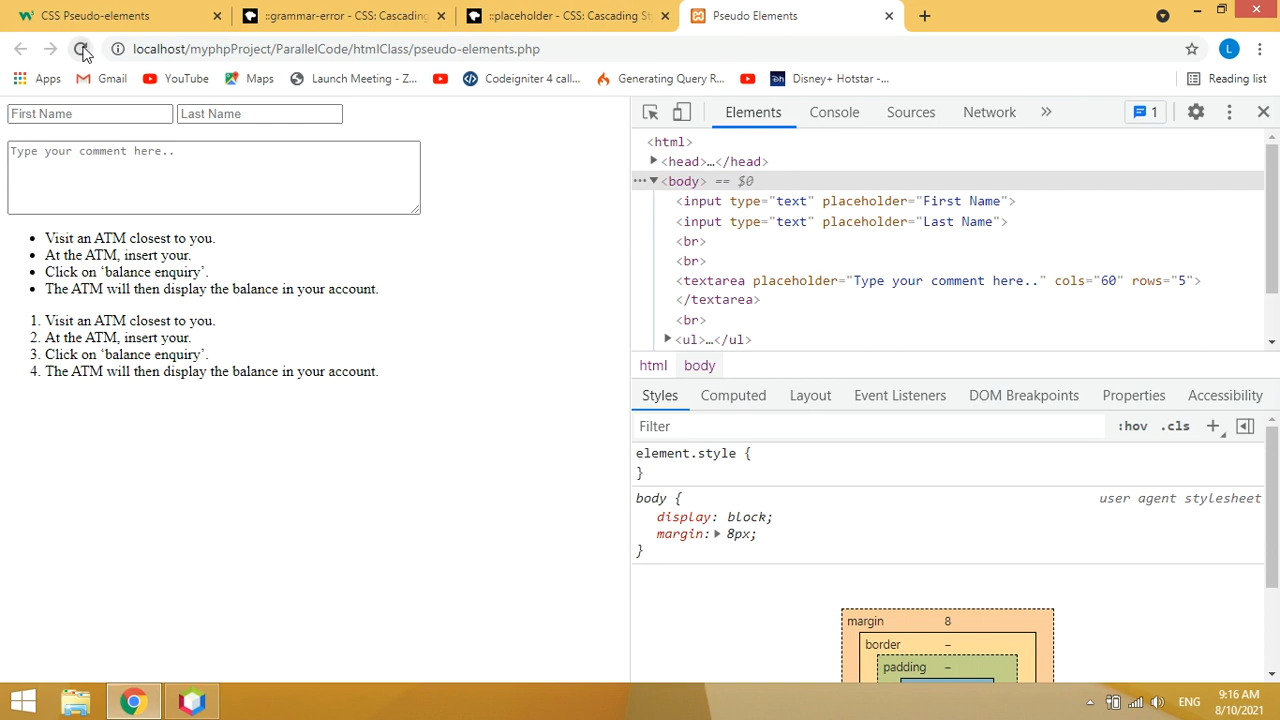 CSS Pseudo-elements
::grammar-error - CSS: Cascading
::placeholder - CSS: Cascading St
Pseudo Elements
localhost/myphpProject/ParallelCode/htmlClass/pseudo-elements.php
L
Apps Gmail YouTube Maps Launch Meeting - Z... Codeigniter 4 call... Generating Query R... Disney+ Hotstar -... Reading list
First Name Last Name
Type your comment here..
• Visit an ATM closest to you.
• At the ATM, insert your.
• Click on ‘balance enquiry’.
• The ATM will then display the balance in your account.
1. Visit an ATM closest to you.
2. At the ATM, insert your.
3. Click on ‘balance enquiry’.
4. The ATM will then display the balance in your account.
Elements Console Sources Network » 1
<html>
<head>…</head>
<body> == $0
<input type="text" placeholder="First Name">
<input type="text" placeholder="Last Name">
<br>
<br>
<textarea placeholder="Type your comment here.." cols="60" rows="5">
</textarea>
<br>
<ul>…</ul>
html body
Styles Computed Layout Event Listeners DOM Breakpoints Properties Accessibility
Filter :hov .cls +
element.style {
}
body { user agent stylesheet
display: block;
margin: 8px;
}
margin 8
border –
padding –
ENG
9:16 AM
8/10/2021